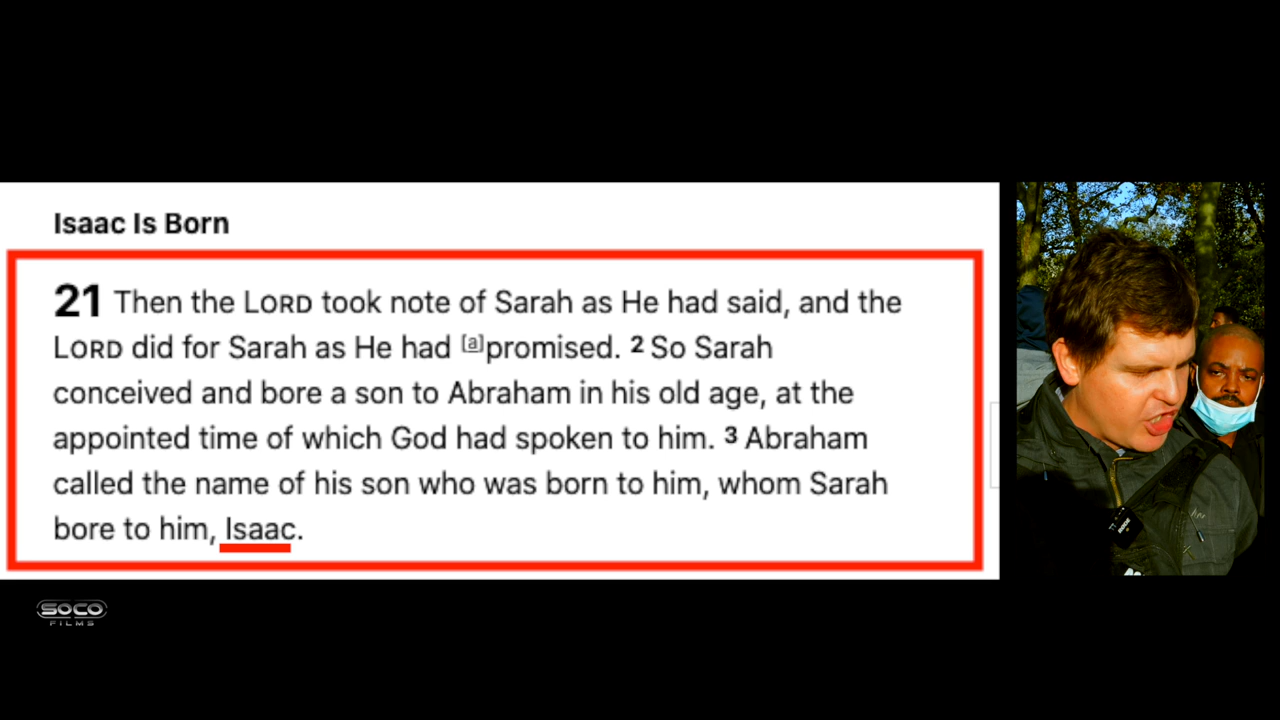 Isaac Is Born
21 Then the LORD took note of Sarah as He had said, and the
LORD did for Sarah as He had [a]promised. 2 So Sarah
conceived and bore a son to Abraham in his old age, at the
appointed time of which God had spoken to him. 3 Abraham
called the name of his son who was born to him, whom Sarah
bore to him, Isaac.
SOCO
FILMS